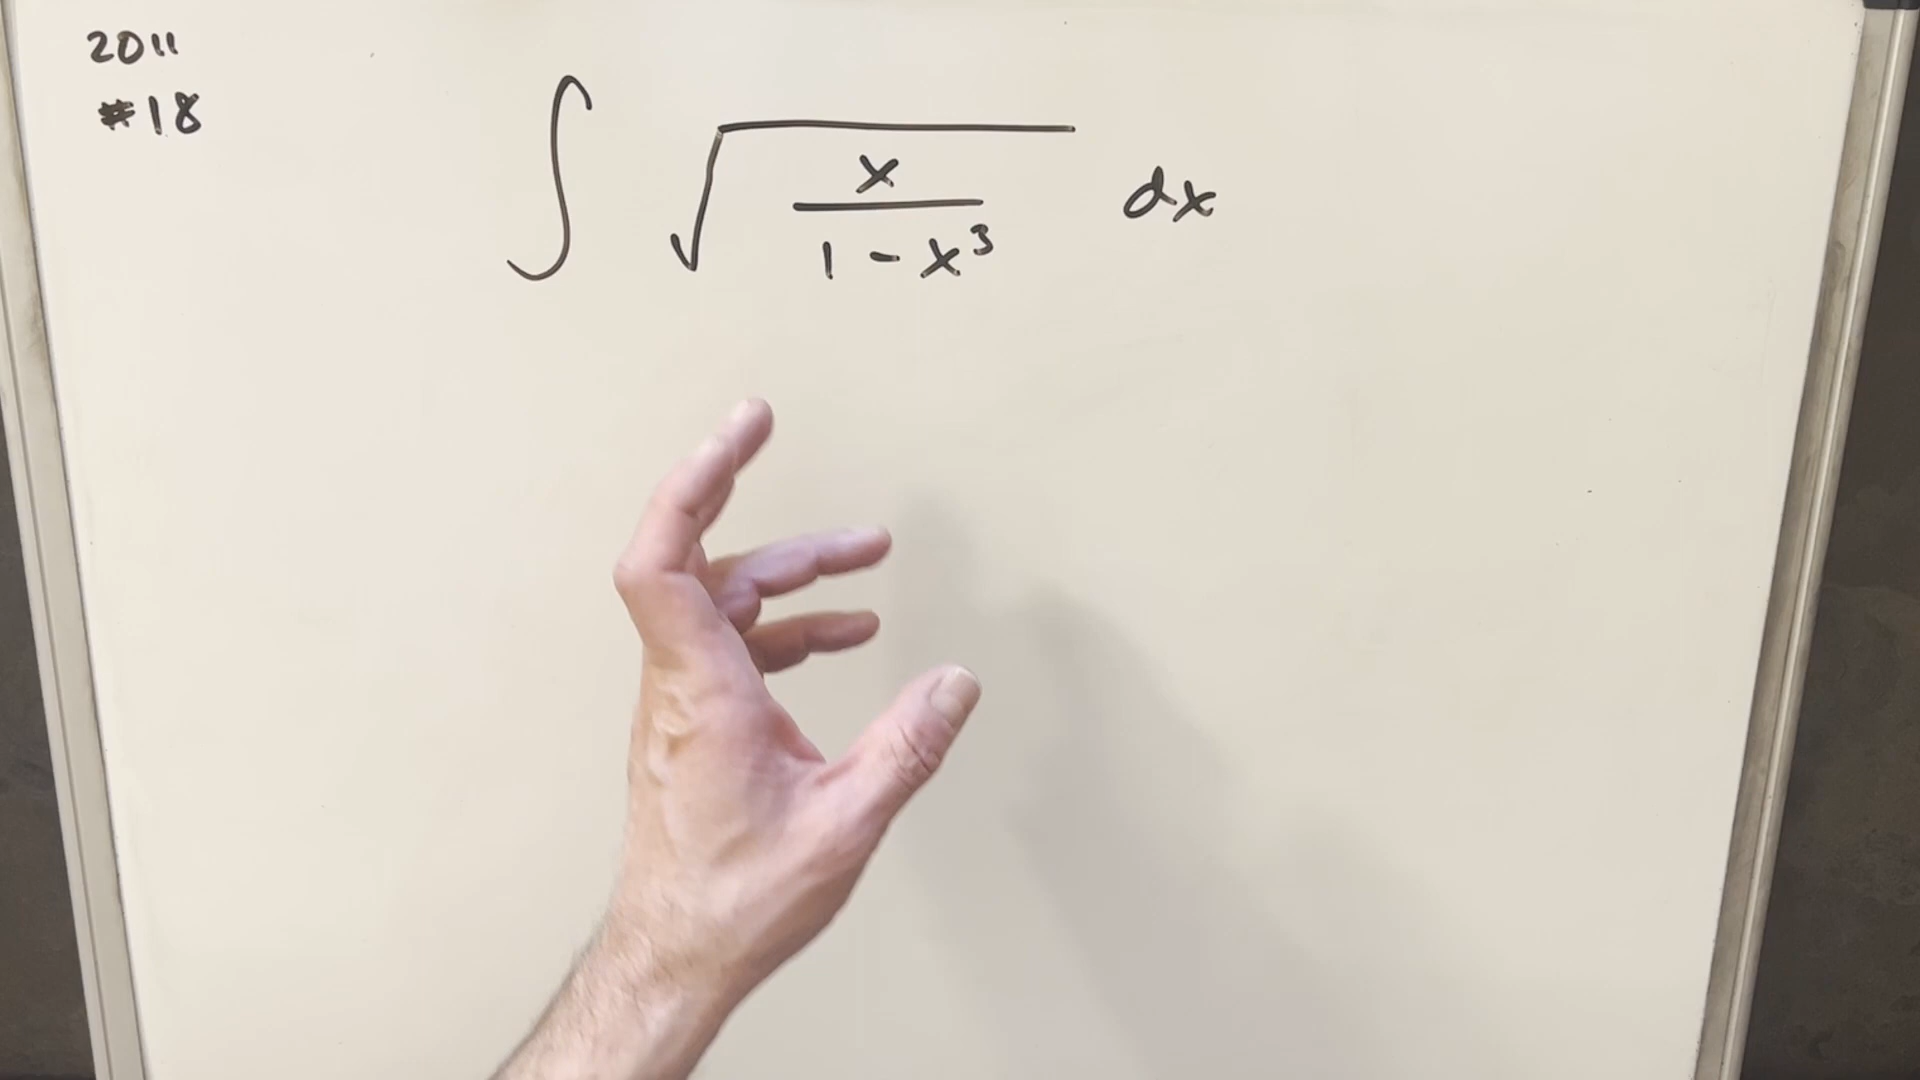 2011
#18
∫ √(x/(1 - x³)) dx